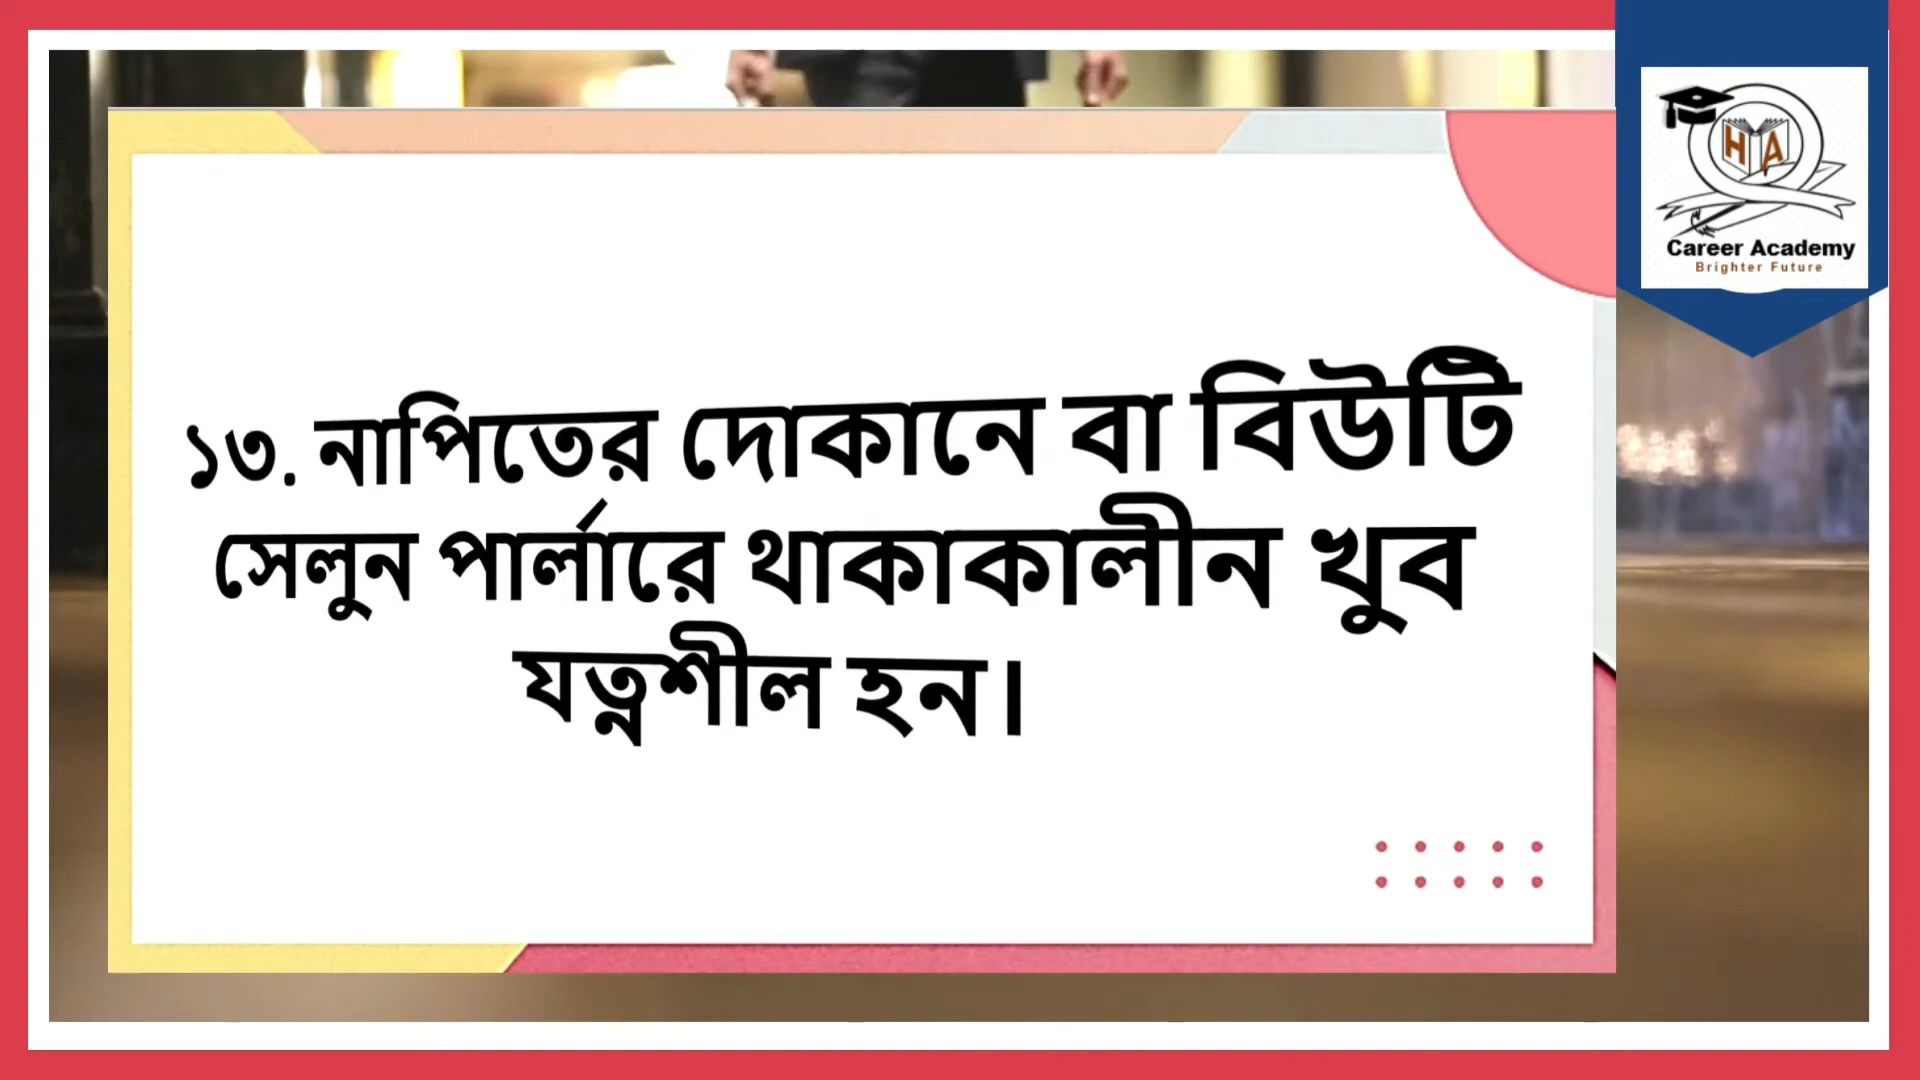 ১৩. নাপিতের দোকানে বা বিউটি
সেলুন পার্লারে থাকাকালীন খুব
যত্নশীল হন।
H A
Career Academy
Brighter Future